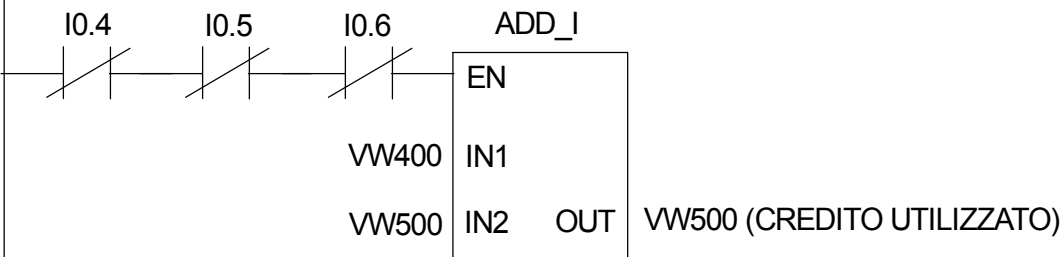 I0.4 I0.5 I0.6 ADD_I
EN
VW400 IN1
VW500 IN2 OUT VW500 (CREDITO UTILIZZATO)